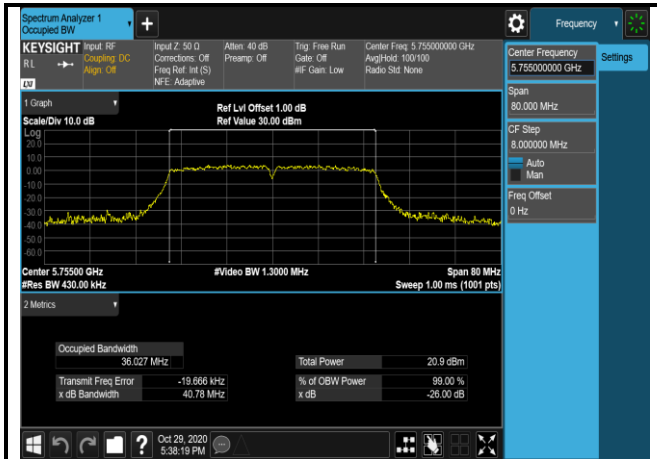 Spectrum Analyzer 1
Occupied BW
Frequency
KEYSIGHT
RL
LXI
Input: RF
Coupling: DC
Align: Off
Input Z: 50 Ω
Corrections: Off
Freq Ref: Int (S)
NFE: Adaptive
Atten: 40 dB
Preamp: Off
Trig: Free Run
Gate: Off
#IF Gain: Low
Center Freq: 5.755000000 GHz
Avg|Hold: 100/100
Radio Std: None
Center Frequency
5.755000000 GHz
Settings
Span
80.000 MHz
CF Step
8.000000 MHz
Auto
Man
Freq Offset
0 Hz
1 Graph
Scale/Div 10.0 dB
Ref Lvl Offset 1.00 dB
Ref Value 30.00 dBm
Log
20.0
10.0
0.00
-10.0
-20.0
-30.0
-40.0
-50.0
-60.0
Center 5.75500 GHz
#Video BW 1.3000 MHz
Span 80 MHz
#Res BW 430.00 kHz
Sweep 1.00 ms (1001 pts)
2 Metrics
Occupied Bandwidth
36.027 MHz
Total Power 20.9 dBm
Transmit Freq Error -19.666 kHz
% of OBW Power 99.00 %
x dB Bandwidth 40.78 MHz
x dB -26.00 dB
?
Oct 29, 2020
5:38:19 PM